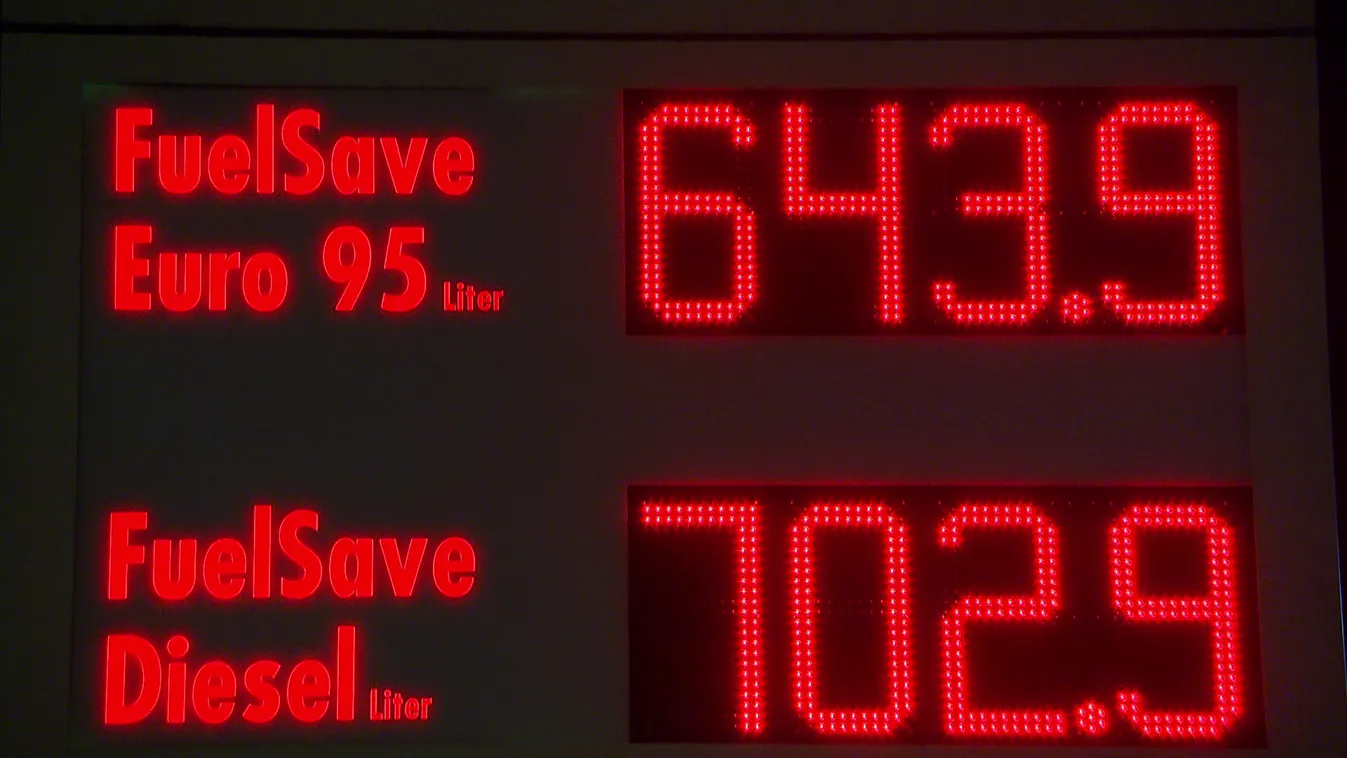 FuelSave 643.9
Euro 95 Liter
FuelSave 702.9
Diesel Liter